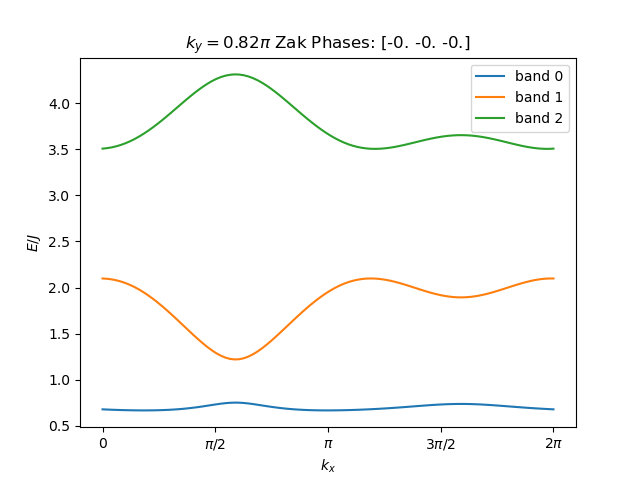 k_y = 0.82π Zak Phases: [-0. -0. -0.]
band 0
band 1
band 2
E/J
4.0
3.5
3.0
2.5
2.0
1.5
1.0
0.5
0 π/2 π 3π/2 2π
k_x